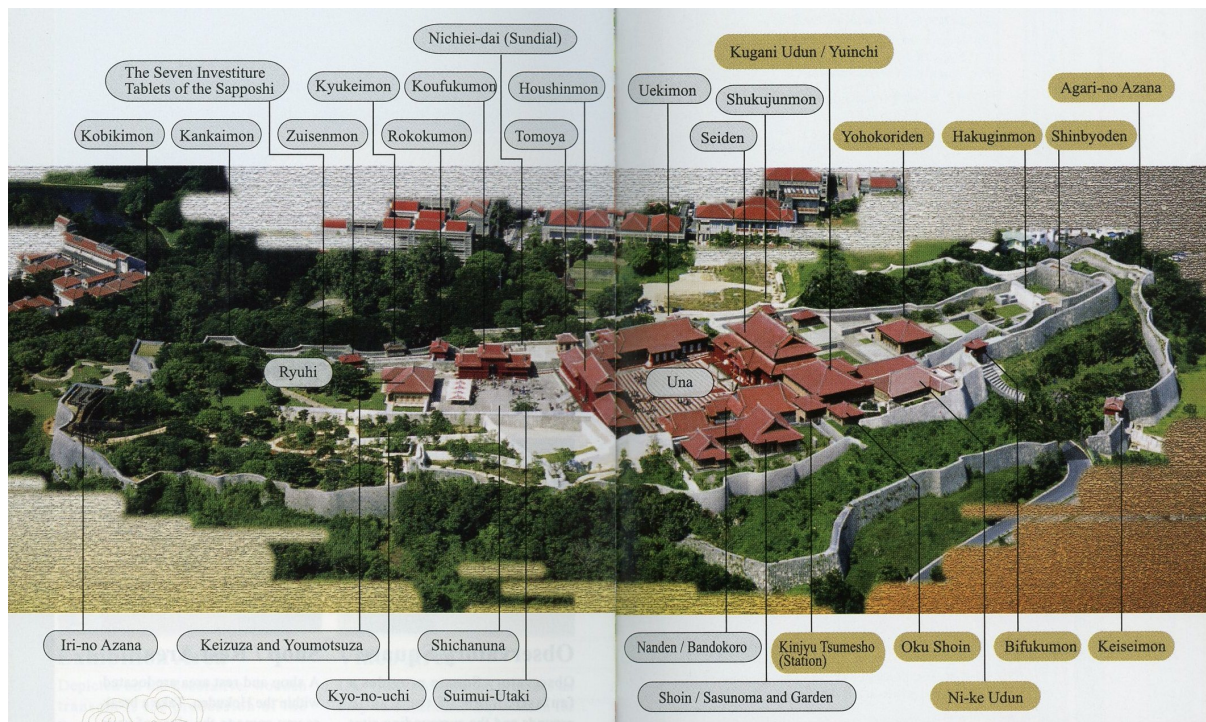 Nichiei-dai (Sundial)
Kugani Udun / Yuinchi
The Seven Investiture
Tablets of the Sapposhi
Kyukeimon
Koufukumon
Houshinmon
Uekimon
Shukujunmon
Agari-no Azana
Kobikimon
Kankaimon
Zuisenmon
Rokokumon
Tomoya
Seiden
Yohokoriden
Hakuginmon
Shinbyoden
Ryuhi
Una
Iri-no Azana
Keizuza and Youmotsuza
Shichanuna
Nanden / Bandokoro
Kinjyu Tsumesho
(Station)
Oku Shoin
Bifukumon
Keiseimon
Kyo-no-uchi
Suimui-Utaki
Shoin / Sasunoma and Garden
Ni-ke Udun